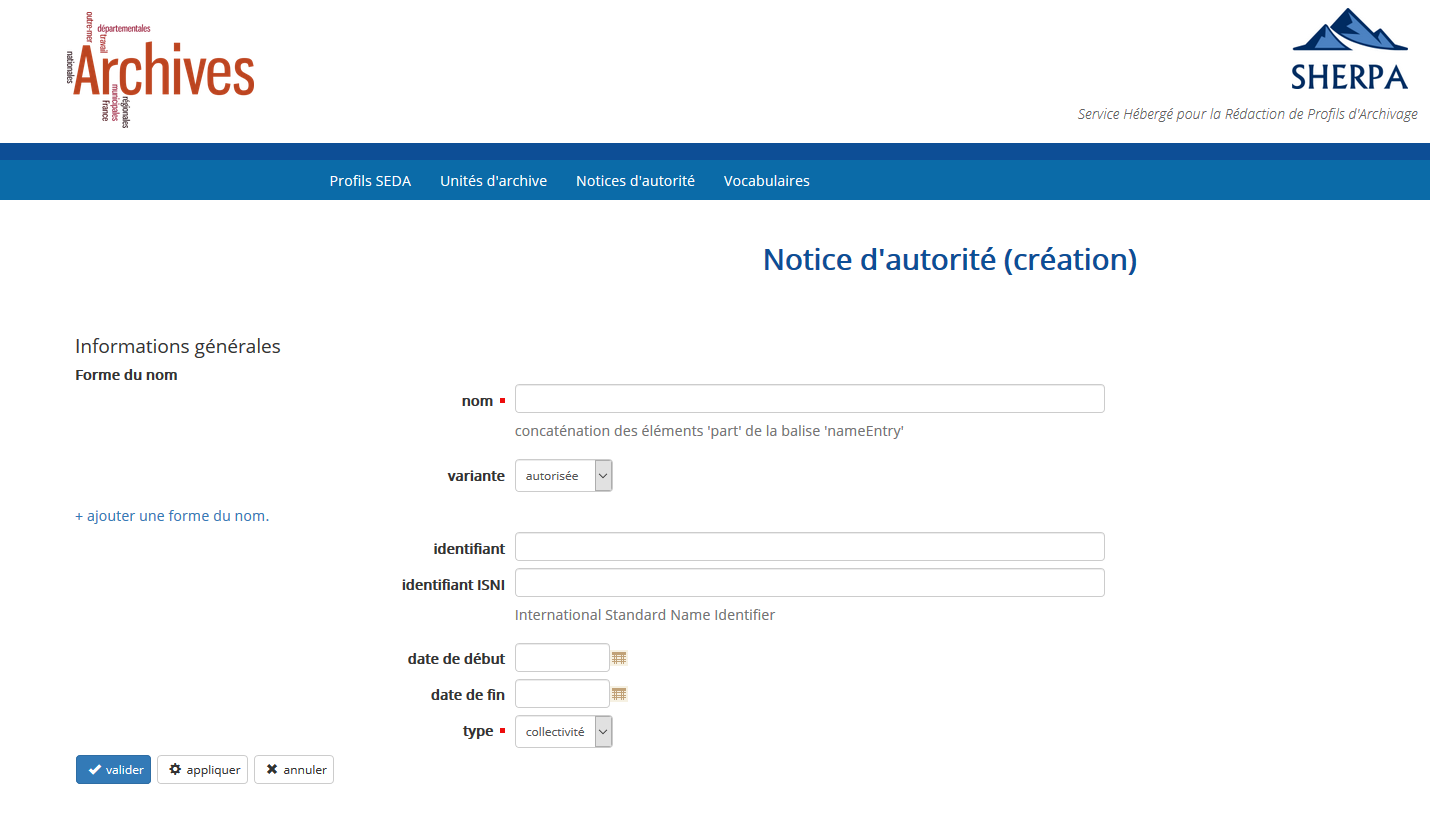 outre-mer
départementales
travail
nationales
Archives
régionales
municipales
France
SHERPA
Service Hébergé pour la Rédaction de Profils d'Archivage
Profils SEDA Unités d'archive Notices d'autorité Vocabulaires
Notice d'autorité (création)
Informations générales
Forme du nom
nom
concaténation des éléments 'part' de la balise 'nameEntry'
variante autorisée
+ ajouter une forme du nom.
identifiant
identifiant ISNI
International Standard Name Identifier
date de début
date de fin
type collectivité
valider appliquer annuler